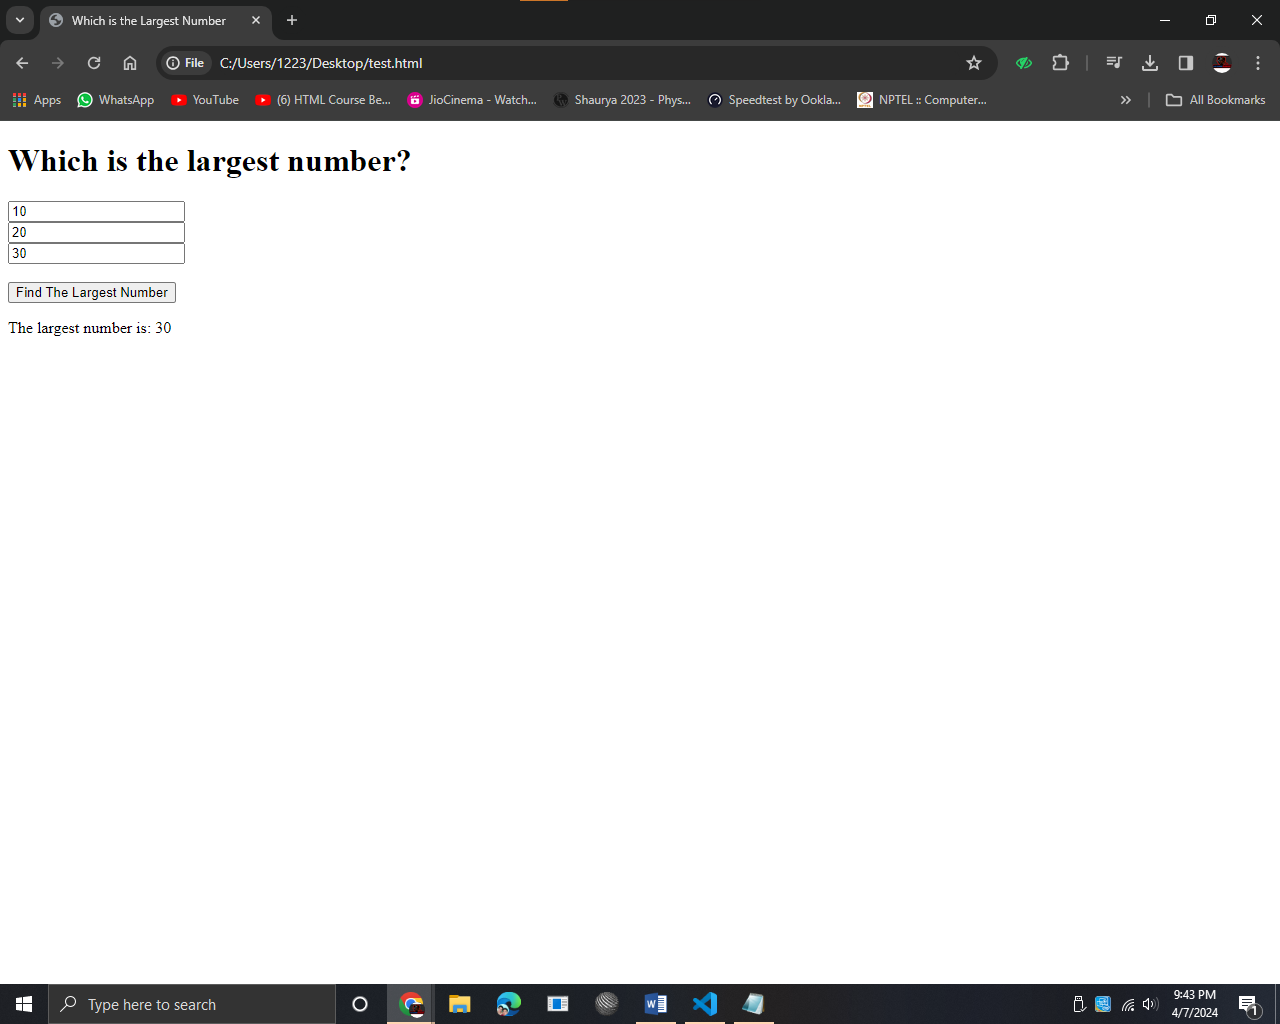 Which is the Largest Number
File C:/Users/1223/Desktop/test.html
Apps WhatsApp YouTube (6) HTML Course Be... JioCinema - Watch... Shaurya 2023 - Phys... Speedtest by Ookla... NPTEL :: Computer... All Bookmarks
Which is the largest number?
10
20
30
Find The Largest Number
The largest number is: 30
Type here to search
9:43 PM
4/7/2024
1